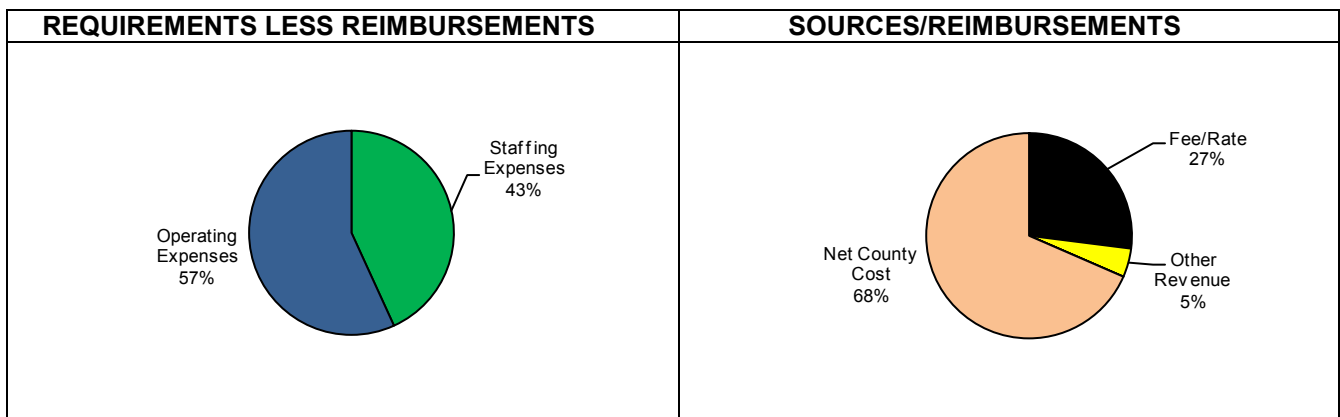 REQUIREMENTS LESS REIMBURSEMENTS
Staffing
Expenses
43%
Operating
Expenses
57%
SOURCES/REIMBURSEMENTS
Fee/Rate
27%
Net County
Cost
68%
Other
Revenue
5%